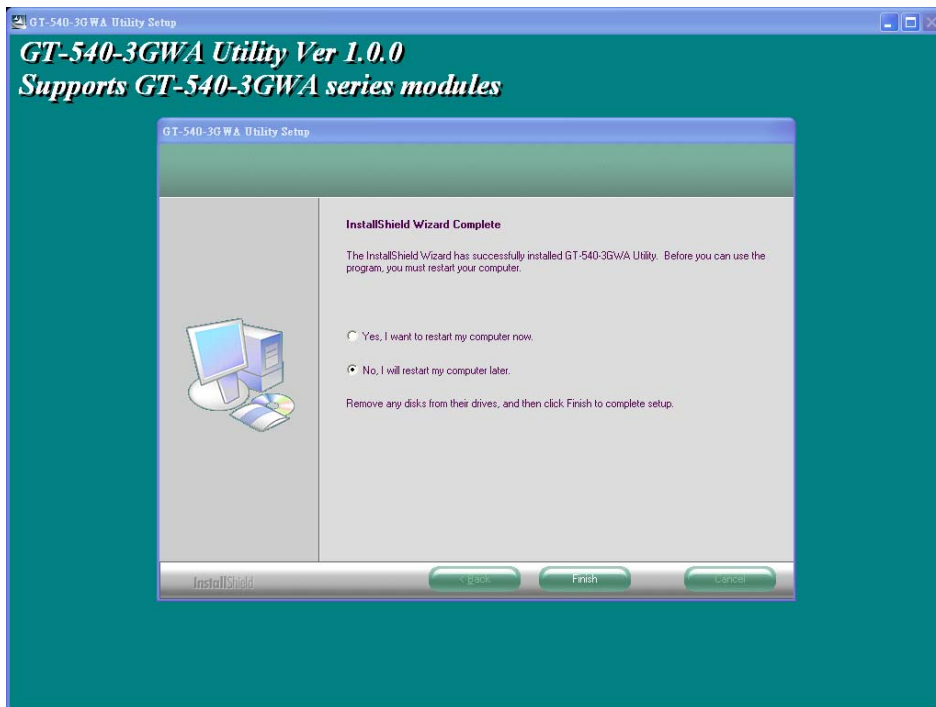 GT-540-3GWA Utility Setup
GT-540-3GWA Utility Ver 1.0.0
Supports GT-540-3GWA series modules
GT-540-3GWA Utility Setup
InstallShield Wizard Complete
The InstallShield Wizard has successfully installed GT-540-3GWA Utility. Before you can use the
program, you must restart your computer.
Yes, I want to restart my computer now.
No, I will restart my computer later.
Remove any disks from their drives, and then click Finish to complete setup.
InstallShield
< Back
Finish
Cancel